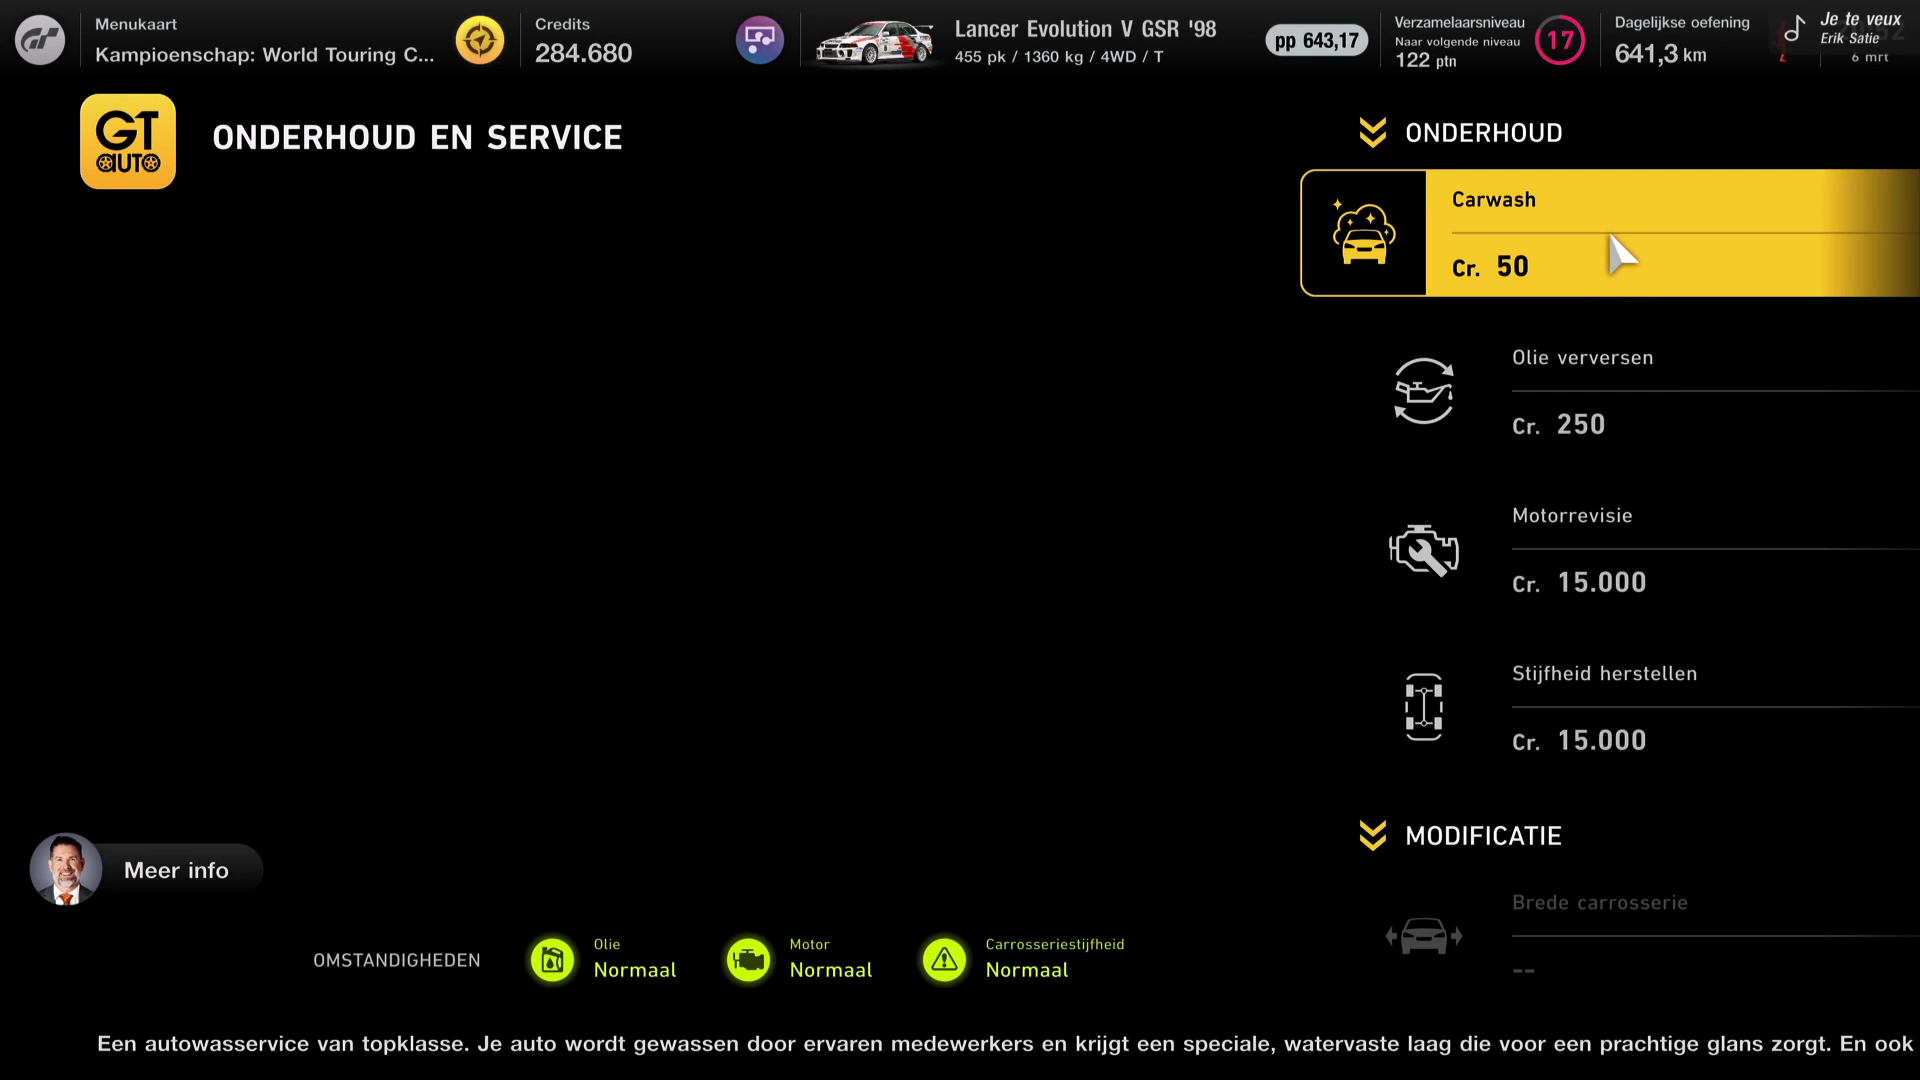 Menukaart
Kampioenschap: World Touring C...
Credits
284.680
Lancer Evolution V GSR '98
455 pk / 1360 kg / 4WD / T
pp 643,17
Verzamelaarsniveau
Naar volgende niveau
122 ptn
17
Dagelijkse oefening
641,3 km
Je te veux
Erik Satie
6 mrt
GT
AUTO
ONDERHOUD EN SERVICE
ONDERHOUD
Carwash
Cr. 50
Olie verversen
Cr. 250
Motorrevisie
Cr. 15.000
Stijfheid herstellen
Cr. 15.000
MODIFICATIE
Brede carrosserie
--
Meer info
OMSTANDIGHEDEN
Olie
Normaal
Motor
Normaal
Carrosseriestijfheid
Normaal
Een autowasservice van topklasse. Je auto wordt gewassen door ervaren medewerkers en krijgt een speciale, watervaste laag die voor een prachtige glans zorgt. En ook